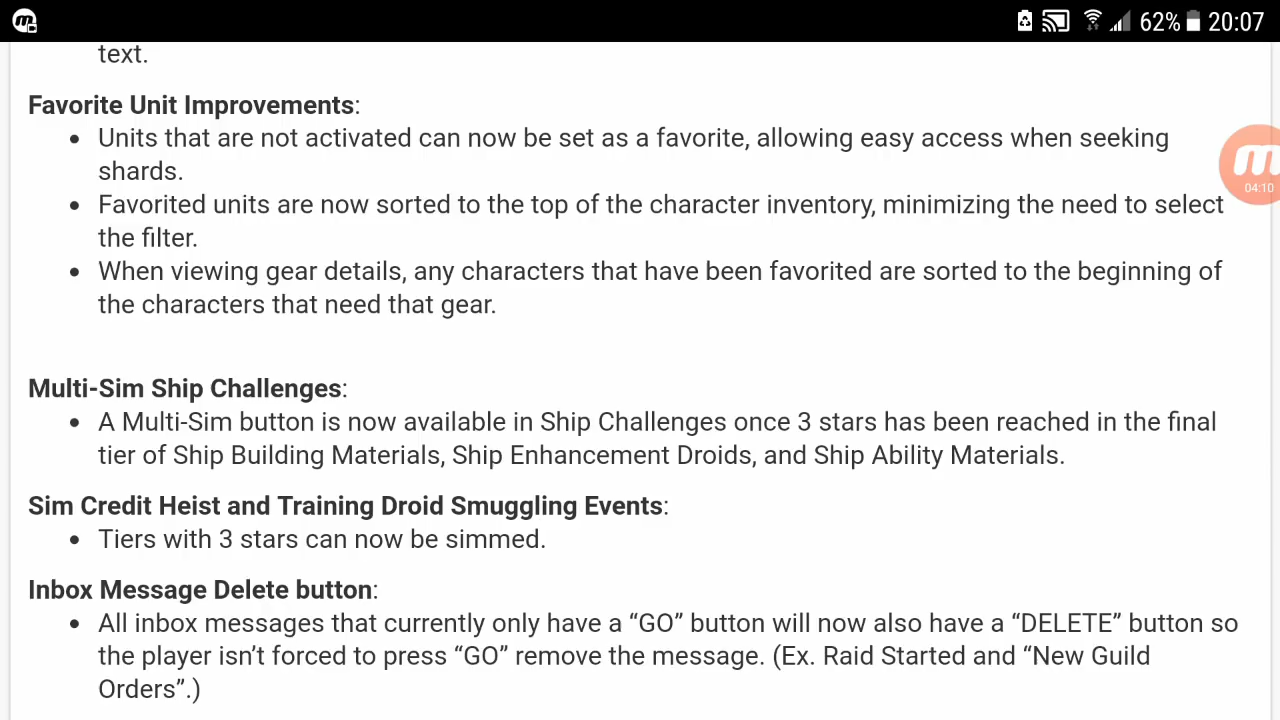 62% 20:07
text.
Favorite Unit Improvements:
• Units that are not activated can now be set as a favorite, allowing easy access when seeking
shards.
04:10
• Favorited units are now sorted to the top of the character inventory, minimizing the need to select
the filter.
• When viewing gear details, any characters that have been favorited are sorted to the beginning of
the characters that need that gear.
Multi-Sim Ship Challenges:
• A Multi-Sim button is now available in Ship Challenges once 3 stars has been reached in the final
tier of Ship Building Materials, Ship Enhancement Droids, and Ship Ability Materials.
Sim Credit Heist and Training Droid Smuggling Events:
• Tiers with 3 stars can now be simmed.
Inbox Message Delete button:
• All inbox messages that currently only have a “GO” button will now also have a “DELETE” button so
the player isn’t forced to press “GO” remove the message. (Ex. Raid Started and “New Guild
Orders”.)